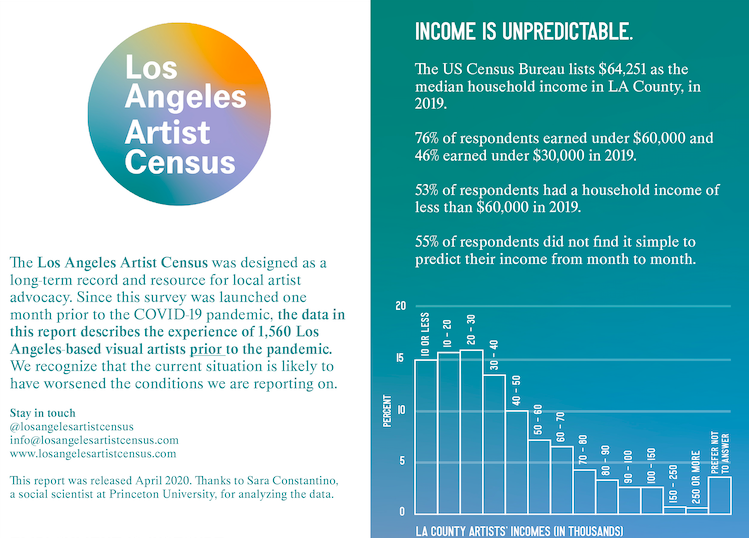 Los
Angeles
Artist
Census
The Los Angeles Artist Census was designed as a
long-term record and resource for local artist
advocacy. Since this survey was launched one
month prior to the COVID-19 pandemic, the data in
this report describes the experience of 1,560 Los
Angeles-based visual artists prior to the pandemic.
We recognize that the current situation is likely to
have worsened the conditions we are reporting on.
Stay in touch
@losangelesartistcensus
info@losangelesartistcensus.com
www.losangelesartistcensus.com
This report was released April 2020. Thanks to Sara Constantino,
a social scientist at Princeton University, for analyzing the data.
INCOME IS UNPREDICTABLE.
The US Census Bureau lists $64,251 as the
median household income in LA County, in
2019.
76% of respondents earned under $60,000 and
46% earned under $30,000 in 2019.
53% of respondents had a household income of
less than $60,000 in 2019.
55% of respondents did not find it simple to
predict their income from month to month.
20
15
10
5
0
PERCENT
10 OR LESS
10 - 20
20 - 30
30 - 40
40 - 50
50 - 60
60 - 70
70 - 80
80 - 90
90 - 100
100 - 150
150 - 250
250 OR MORE
PREFER NOT
TO ANSWER
LA COUNTY ARTISTS' INCOMES (IN THOUSANDS)